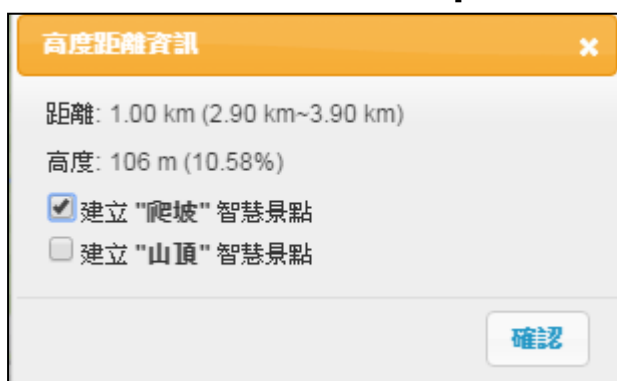 高度距離資訊
距離: 1.00 km (2.90 km~3.90 km)
高度: 106 m (10.58%)
建立 "爬坡" 智慧景點
建立 "山頂" 智慧景點
確認